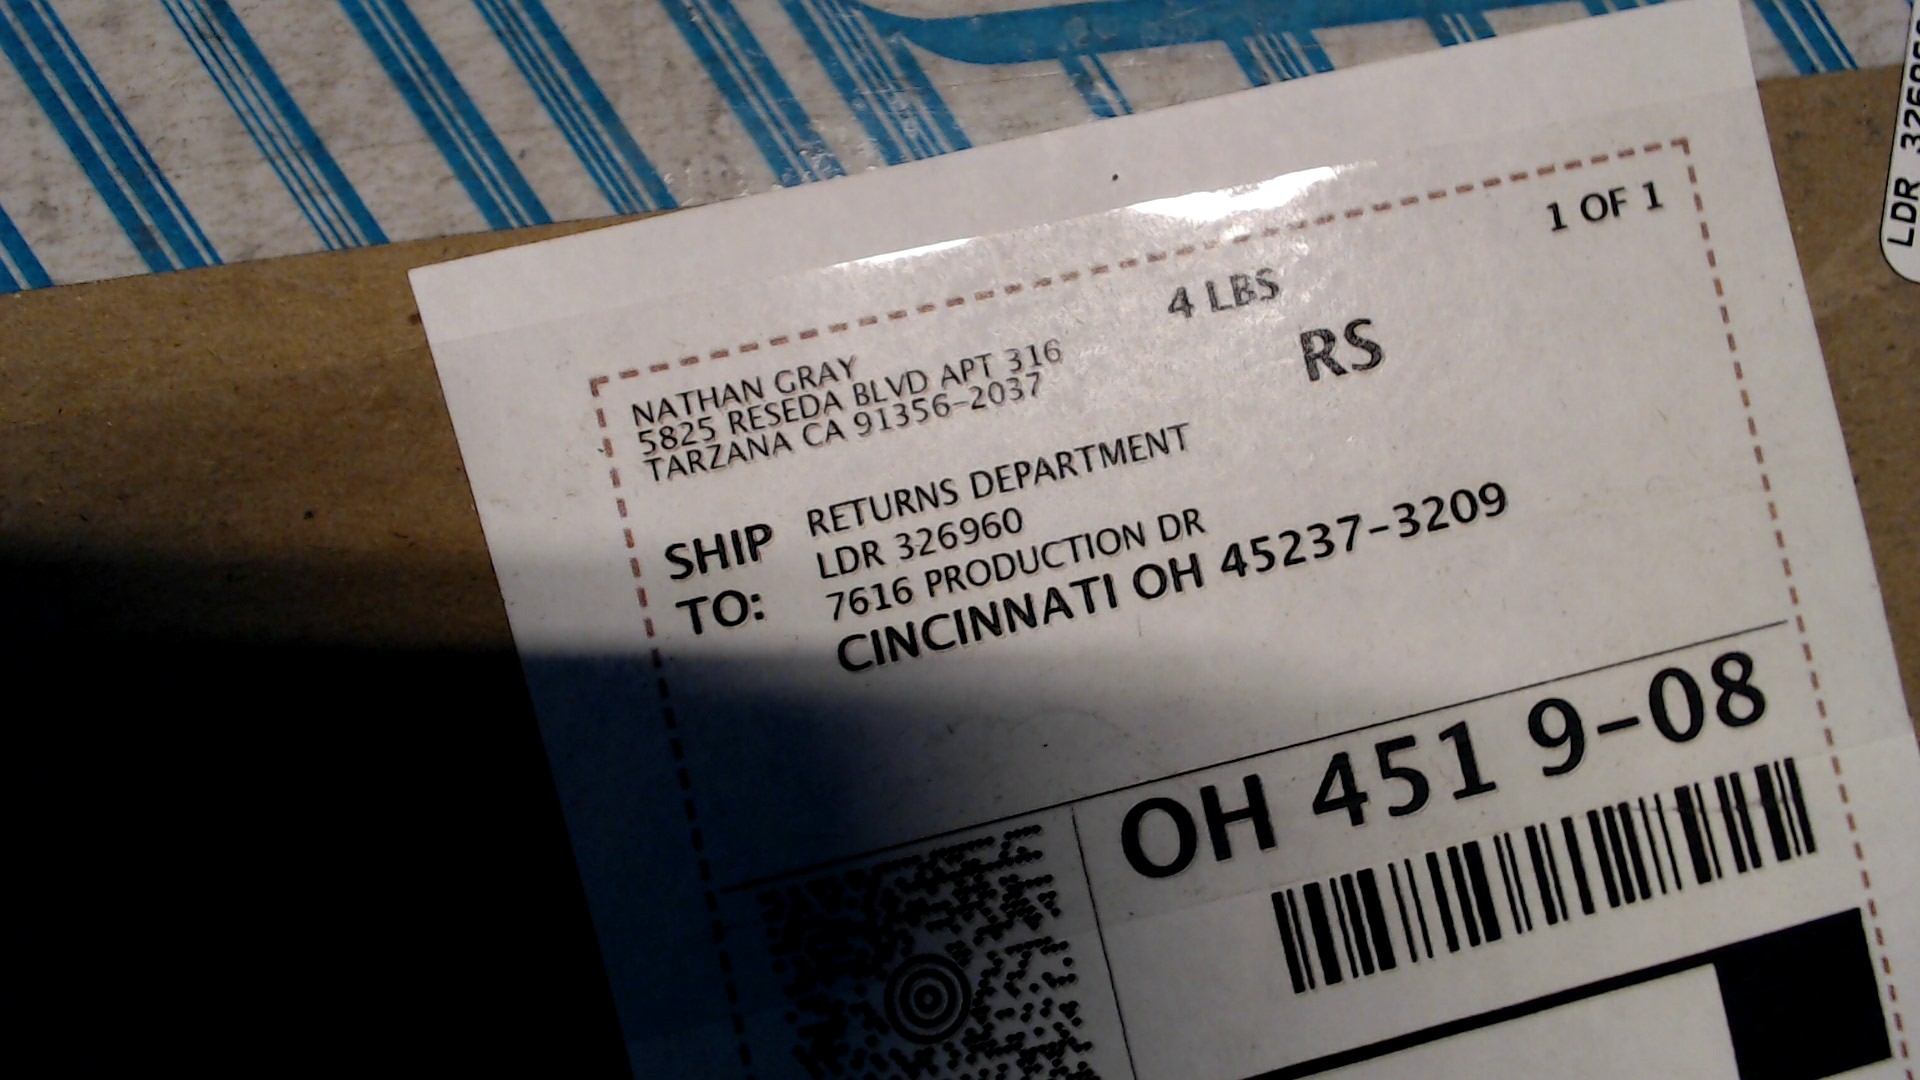 1 OF 1
4 LBS
RS
NATHAN GRAY
5825 RESEDA BLVD APT 316
TARZANA CA 91356-2037
SHIP
TO:
RETURNS DEPARTMENT
LDR 326960
7616 PRODUCTION DR
CINCINNATI OH 45237-3209
OH 451 9-08
LDR